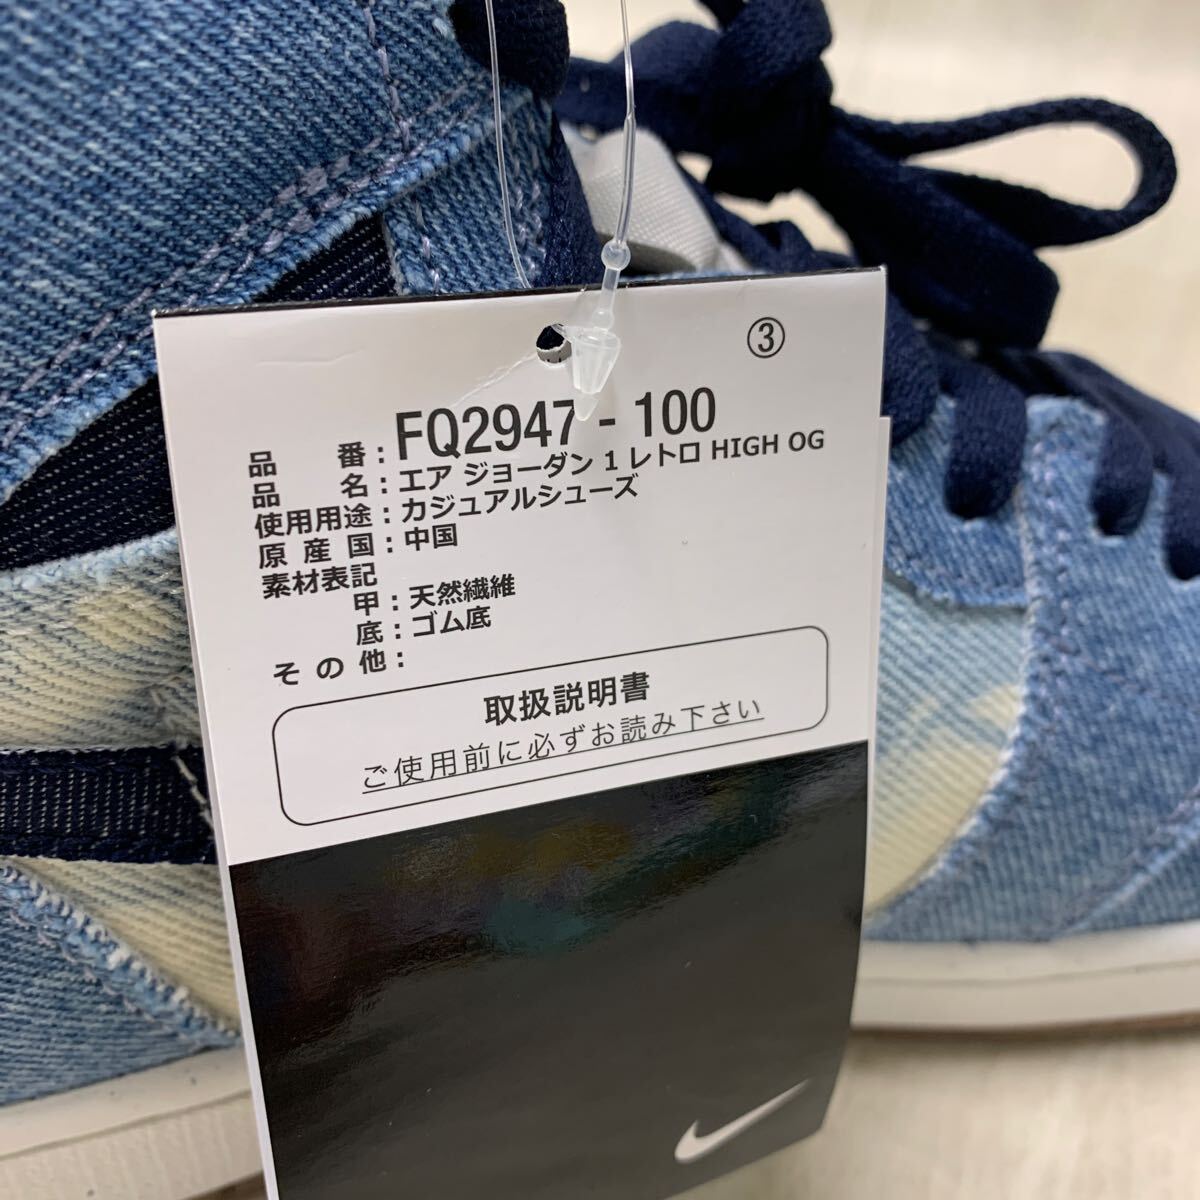 ③
品番：FQ2947-100
品名：エア ジョーダン 1 レトロ HIGH OG
使用用途：カジュアルシューズ
原産国：中国
素材表記
甲：天然繊維
底：ゴム底
その他：
取扱説明書
ご使用前に必ずお読み下さい